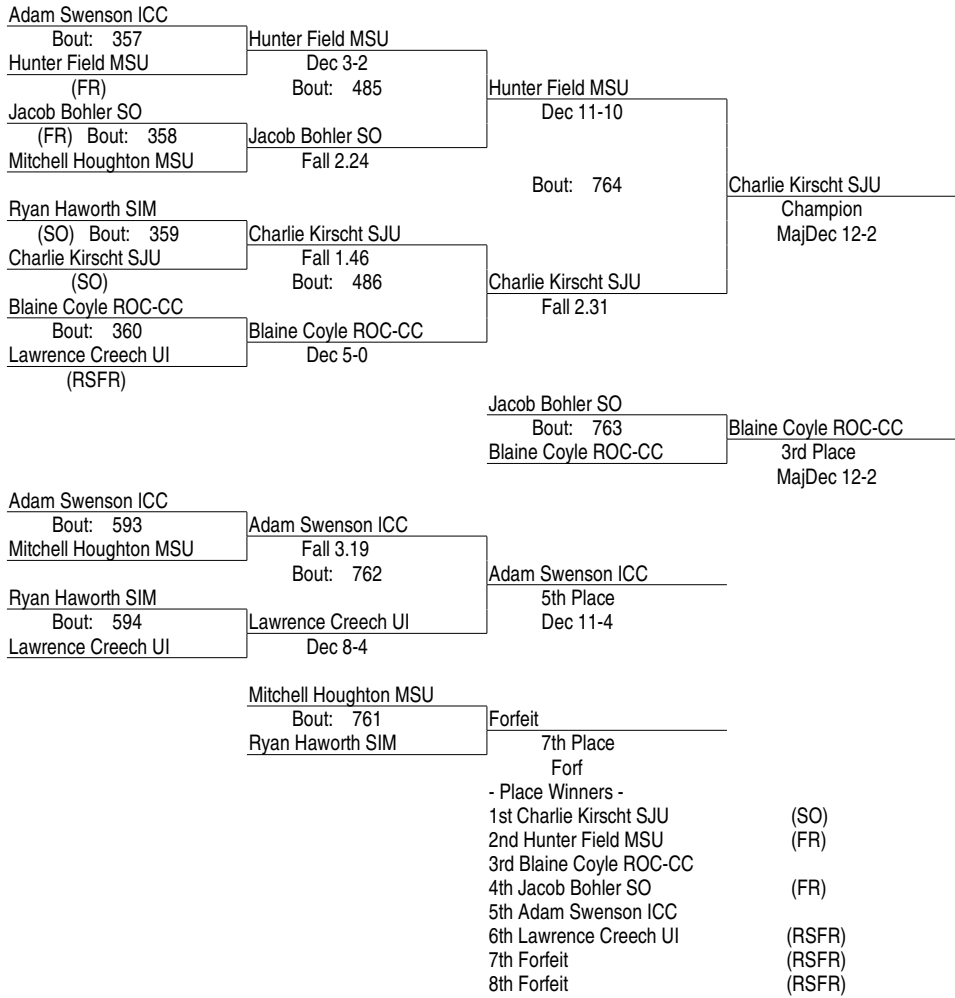 Adam Swenson ICC
Bout: 357
Hunter Field MSU
Hunter Field MSU
Dec 3-2
(FR)
Bout: 485
Hunter Field MSU
Jacob Bohler SO
Dec 11-10
(FR) Bout: 358
Jacob Bohler SO
Mitchell Houghton MSU
Fall 2.24
Bout: 764
Charlie Kirscht SJU
Ryan Haworth SIM
Champion
(SO) Bout: 359
Charlie Kirscht SJU
MajDec 12-2
Charlie Kirscht SJU
Fall 1.46
(SO)
Bout: 486
Charlie Kirscht SJU
Blaine Coyle ROC-CC
Fall 2.31
Bout: 360
Blaine Coyle ROC-CC
Lawrence Creech UI
Dec 5-0
(RSFR)
Jacob Bohler SO
Bout: 763
Blaine Coyle ROC-CC
Blaine Coyle ROC-CC
3rd Place
MajDec 12-2
Adam Swenson ICC
Bout: 593
Adam Swenson ICC
Mitchell Houghton MSU
Fall 3.19
Bout: 762
Adam Swenson ICC
Ryan Haworth SIM
5th Place
Bout: 594
Lawrence Creech UI
Dec 11-4
Lawrence Creech UI
Dec 8-4
Mitchell Houghton MSU
Bout: 761
Forfeit
Ryan Haworth SIM
7th Place
Forf
- Place Winners -
1st Charlie Kirscht SJU (SO)
2nd Hunter Field MSU (FR)
3rd Blaine Coyle ROC-CC
4th Jacob Bohler SO (FR)
5th Adam Swenson ICC
6th Lawrence Creech UI (RSFR)
7th Forfeit (RSFR)
8th Forfeit (RSFR)